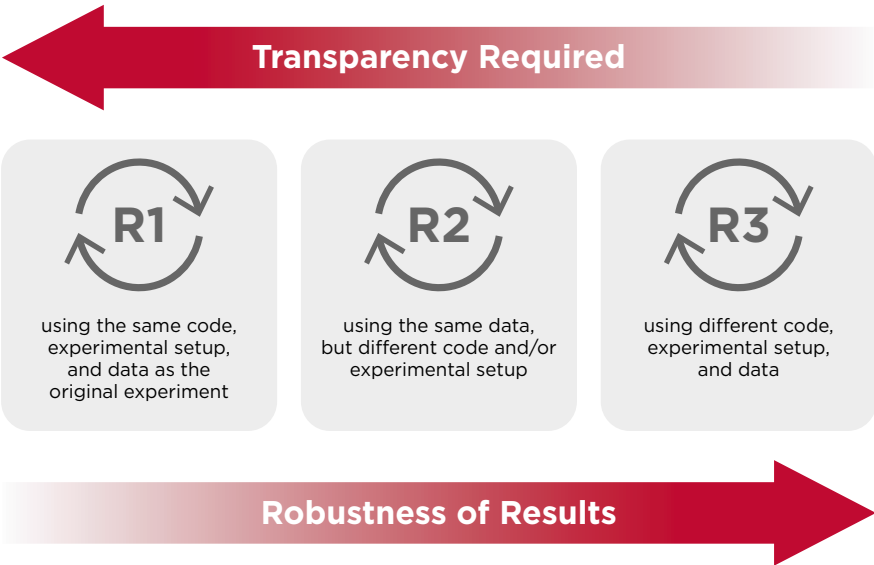 Transparency Required
R1
using the same code,
experimental setup,
and data as the
original experiment
R2
using the same data,
but different code and/or
experimental setup
R3
using different code,
experimental setup,
and data
Robustness of Results